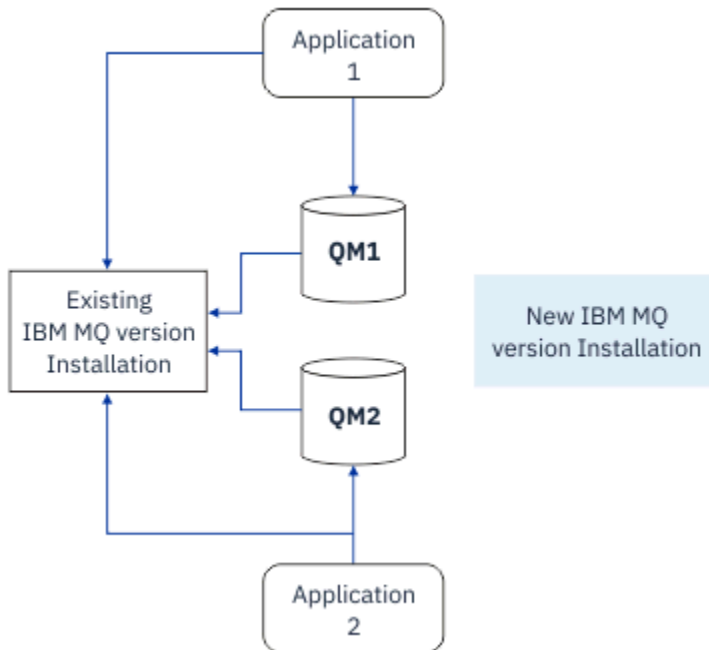 Application
1
QM1
Existing
IBM MQ version
Installation
New IBM MQ
version Installation
QM2
Application
2